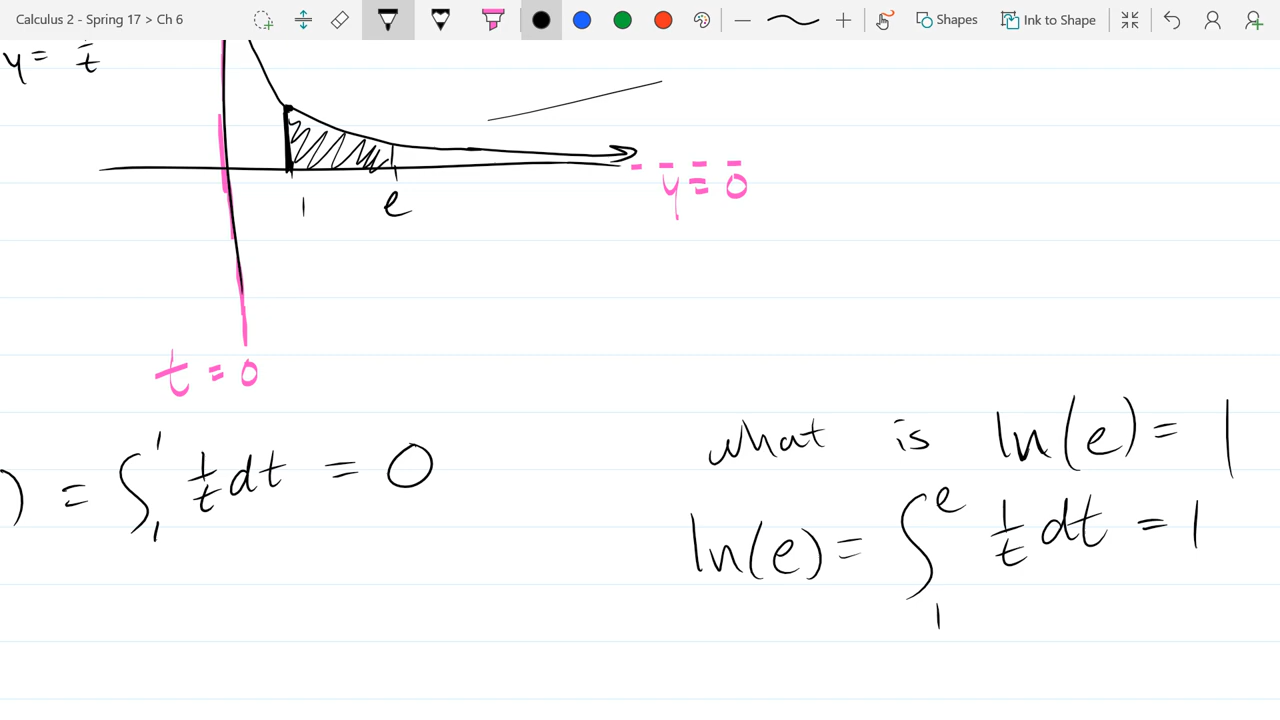 Calculus 2 - Spring 17 > Ch 6
Shapes
Ink to Shape
y = 1/t
1
e
y = 0
t = 0
) = ∫₁¹ 1/t dt = 0
what is ln(e) = 1
ln(e) = ∫₁ᵉ 1/t dt = 1